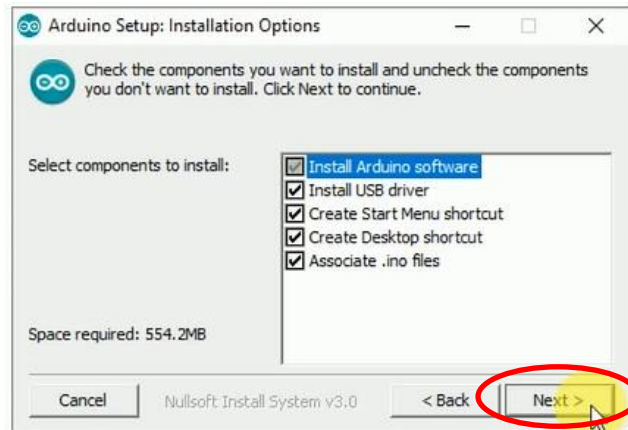 Arduino Setup: Installation Options
Check the components you want to install and uncheck the components
you don't want to install. Click Next to continue.
Select components to install:
Install Arduino software
Install USB driver
Create Start Menu shortcut
Create Desktop shortcut
Associate .ino files
Space required: 554.2MB
Cancel
Nullsoft Install System v3.0
< Back
Next >